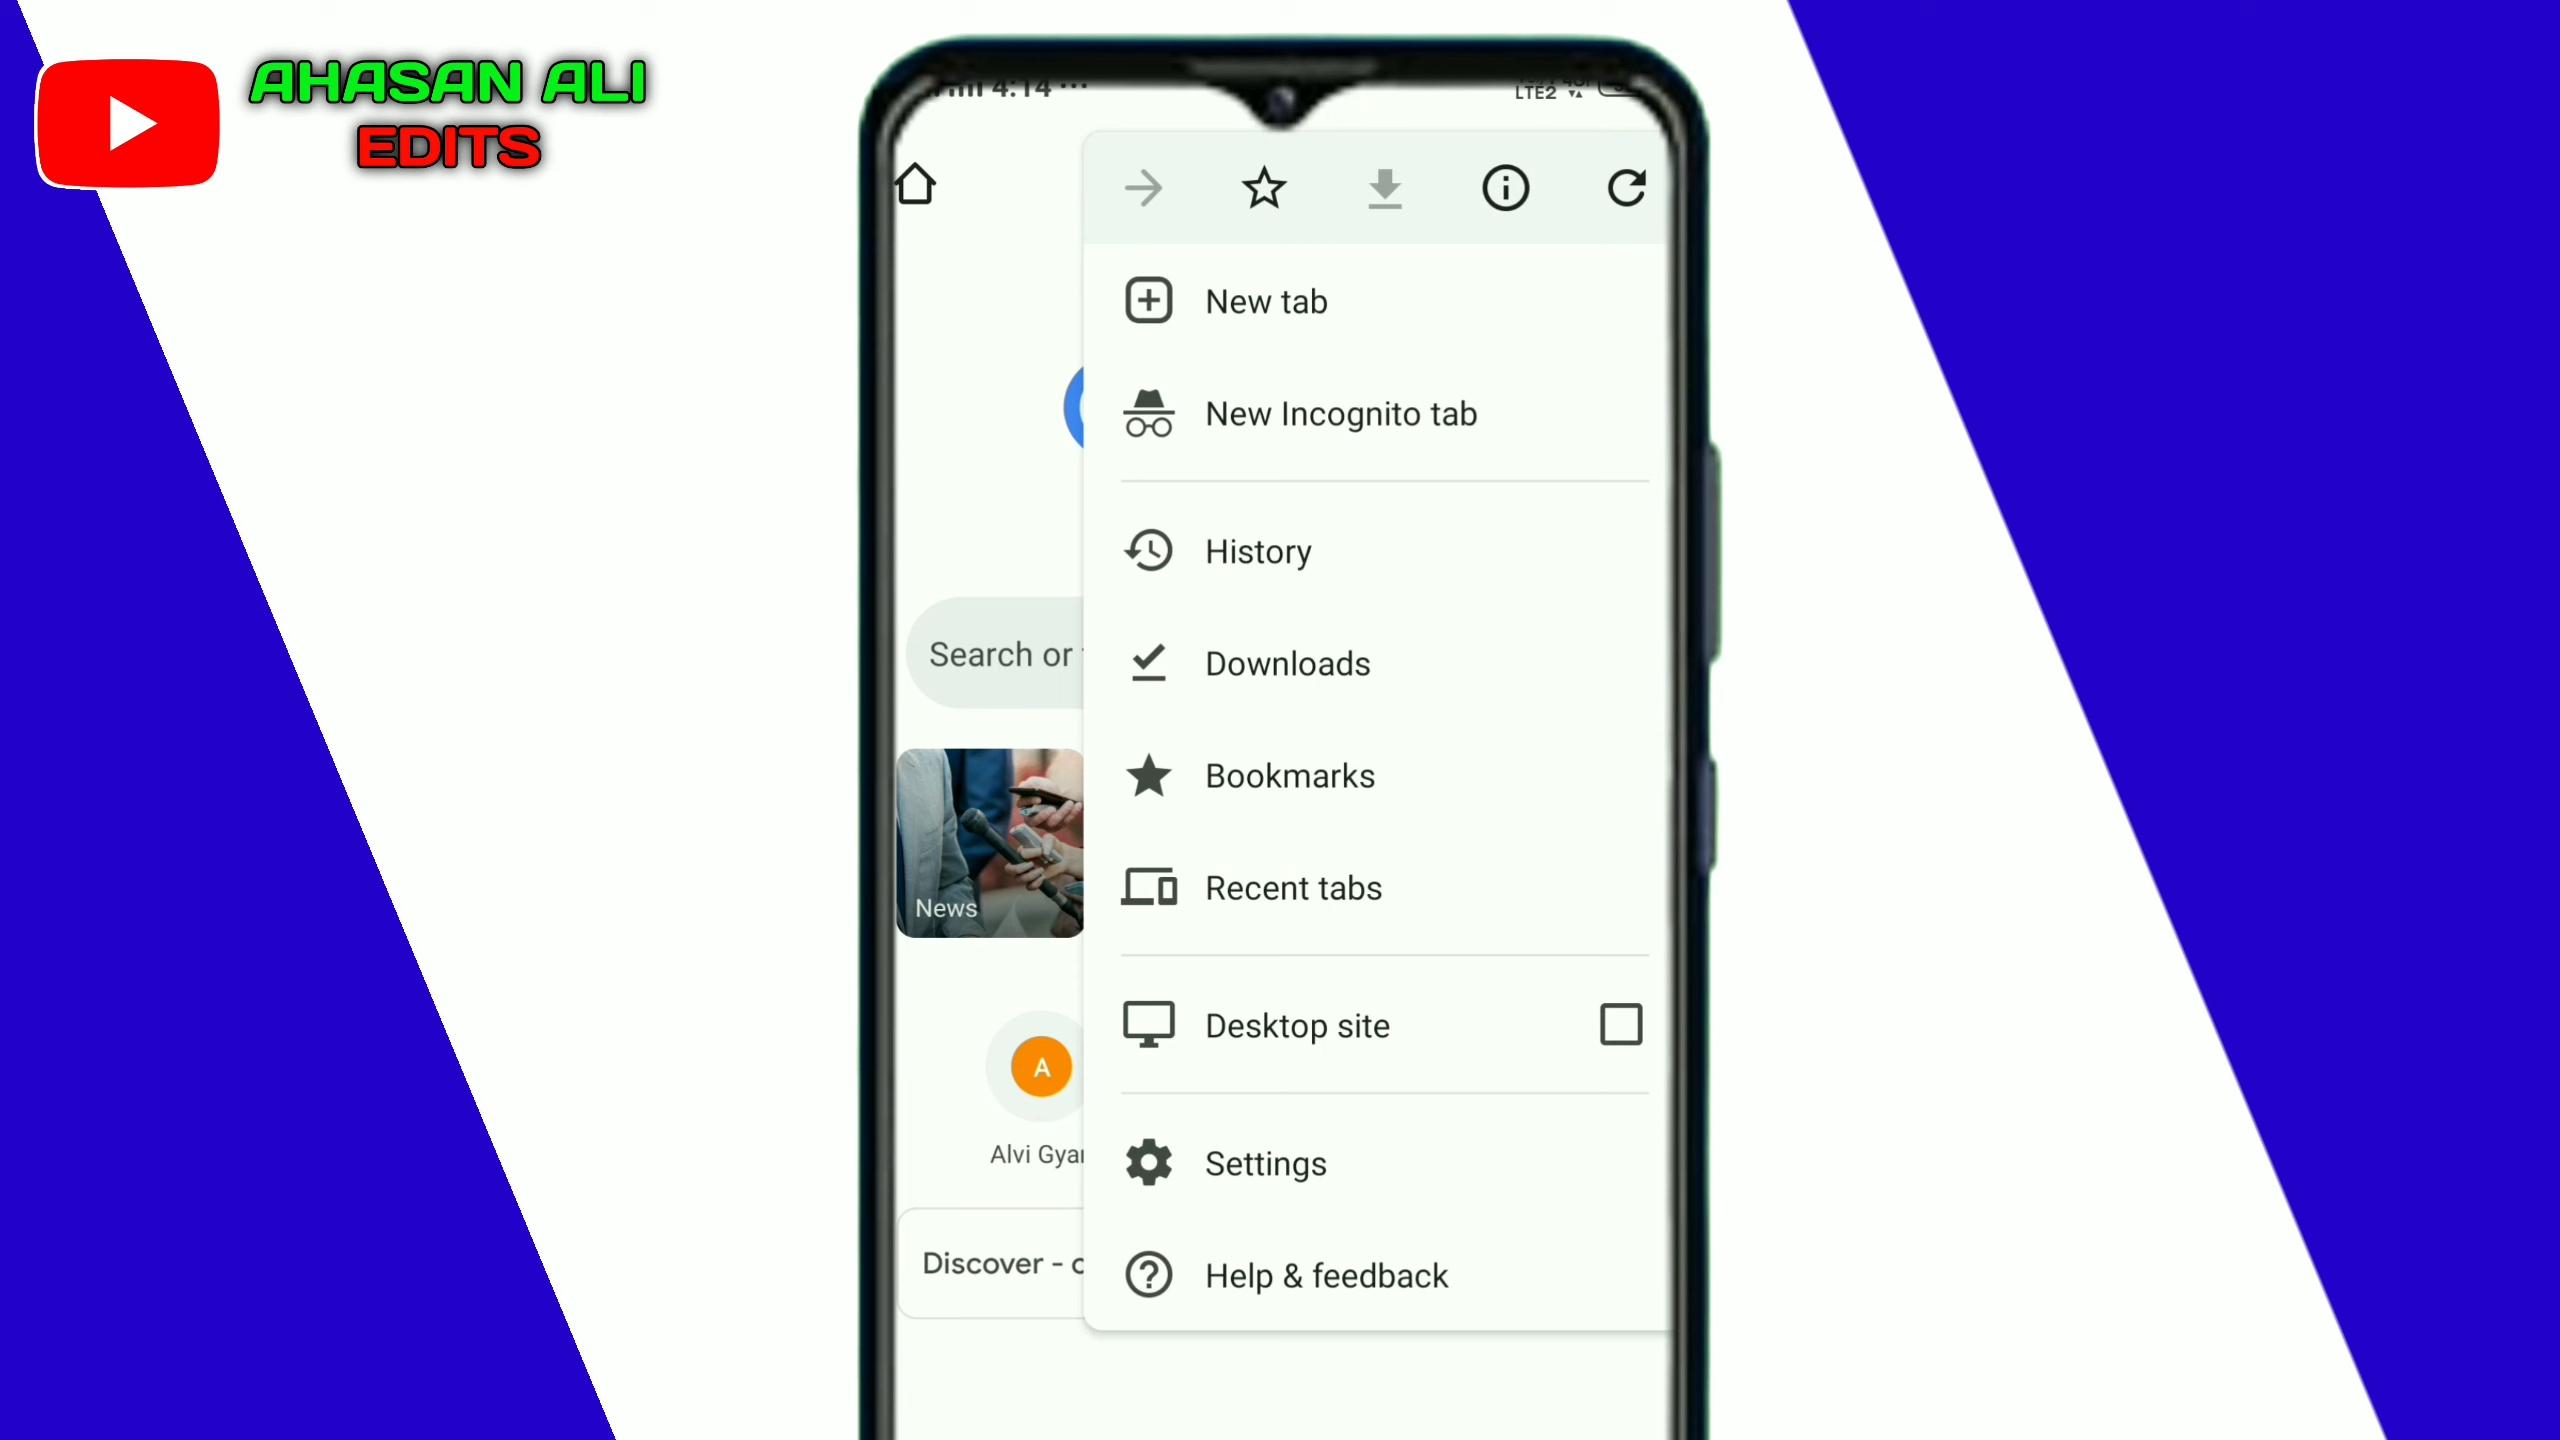 AHASAN ALI
EDITS
4:14
LTE2
New tab
New Incognito tab
History
Search or
Downloads
Bookmarks
Recent tabs
News
Desktop site
A
Alvi Gyan
Settings
Discover -
Help & feedback